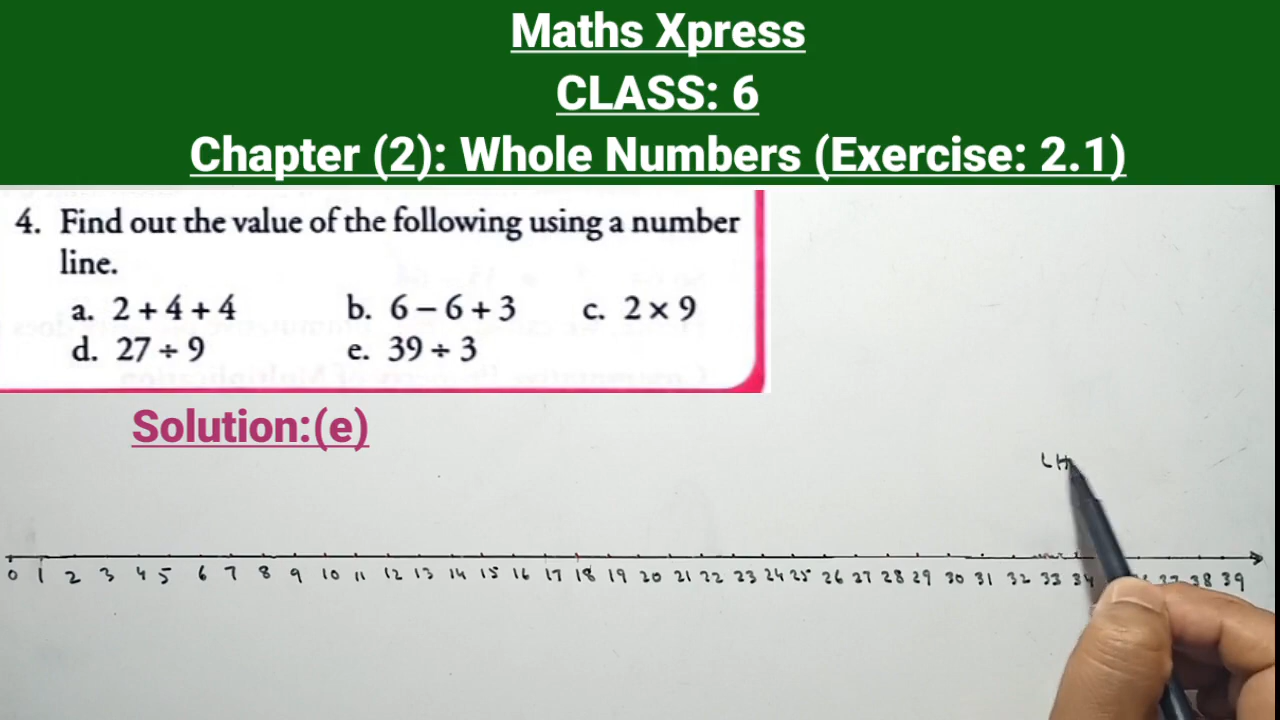 Maths Xpress
CLASS: 6
Chapter (2): Whole Numbers (Exercise: 2.1)
4. Find out the value of the following using a number
line.
a. 2 + 4 + 4 b. 6 – 6 + 3 c. 2 × 9
d. 27 ÷ 9 e. 39 ÷ 3
Solution:(e)
LH
0 1 2 3 4 5 6 7 8 9 10 11 12 13 14 15 16 17 18 19 20 21 22 23 24 25 26 27 28 29 30 31 32 33 34 37 38 39